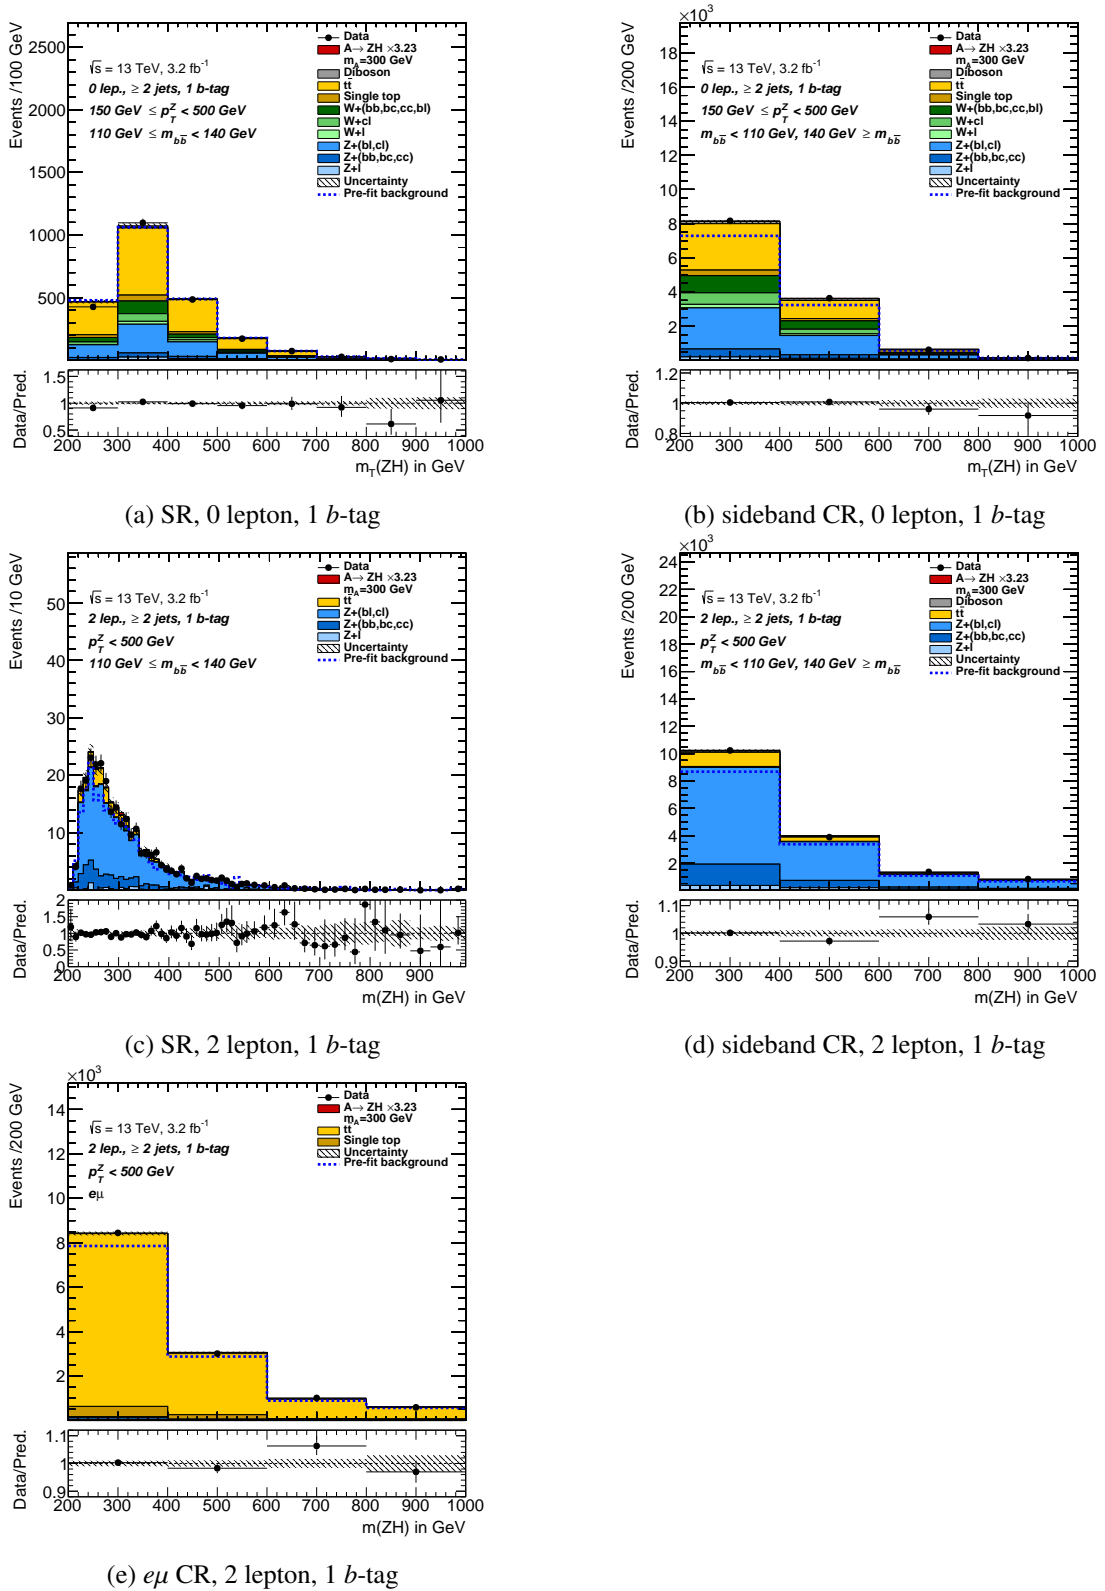 Events /100 GeV
2500
2000
1500
1000
500
√s = 13 TeV, 3.2 fb-1
0 lep., ≥ 2 jets, 1 b-tag
150 GeV ≤ pTZ < 500 GeV
110 GeV ≤ mbb̅ < 140 GeV
Data
A→ ZH ×3.23
mA=300 GeV
Diboson
tt̅
Single top
W+(bb,bc,cc,bl)
W+cl
W+l
Z+(bl,cl)
Z+(bb,bc,cc)
Z+l
Uncertainty
Pre-fit background
Data/Pred.
1.5
1
0.5
200 300 400 500 600 700 800 900 1000
mT(ZH) in GeV
(a) SR, 0 lepton, 1 b-tag
×10³
Events /200 GeV
18
16
14
12
10
8
6
4
2
√s = 13 TeV, 3.2 fb-1
0 lep., ≥ 2 jets, 1 b-tag
150 GeV ≤ pTZ < 500 GeV
mbb̅ < 110 GeV, 140 GeV ≥ mbb̅
Data
A→ ZH ×3.23
mA=300 GeV
Diboson
tt̅
Single top
W+(bb,bc,cc,bl)
W+cl
W+l
Z+(bl,cl)
Z+(bb,bc,cc)
Z+l
Uncertainty
Pre-fit background
Data/Pred.
1.2
1
0.8
200 300 400 500 600 700 800 900 1000
mT(ZH) in GeV
(b) sideband CR, 0 lepton, 1 b-tag
Events /10 GeV
50
40
30
20
10
√s = 13 TeV, 3.2 fb-1
2 lep., ≥ 2 jets, 1 b-tag
pTZ < 500 GeV
110 GeV ≤ mbb̅ < 140 GeV
Data
A→ ZH ×3.23
mA=300 GeV
tt̅
Z+(bl,cl)
Z+(bb,bc,cc)
Z+l
Uncertainty
Pre-fit background
Data/Pred.
2
1.5
1
0.5
0
200 300 400 500 600 700 800 900
m(ZH) in GeV
(c) SR, 2 lepton, 1 b-tag
×10³
Events /200 GeV
24
22
20
18
16
14
12
10
8
6
4
2
√s = 13 TeV, 3.2 fb-1
2 lep., ≥ 2 jets, 1 b-tag
pTZ < 500 GeV
mbb̅ < 110 GeV, 140 GeV ≥ mbb̅
Data
A→ ZH ×3.23
mA=300 GeV
Diboson
tt̅
Z+(bl,cl)
Z+(bb,bc,cc)
Z+l
Uncertainty
Pre-fit background
Data/Pred.
1.1
1
0.9
200 300 400 500 600 700 800 900 1000
m(ZH) in GeV
(d) sideband CR, 2 lepton, 1 b-tag
×10³
Events /200 GeV
14
12
10
8
6
4
2
√s = 13 TeV, 3.2 fb-1
2 lep., ≥ 2 jets, 1 b-tag
pTZ < 500 GeV
eμ
Data
A→ ZH ×3.23
mA=300 GeV
tt̅
Single top
Uncertainty
Pre-fit background
Data/Pred.
1.1
1
0.9
200 300 400 500 600 700 800 900 1000
m(ZH) in GeV
(e) eμ CR, 2 lepton, 1 b-tag